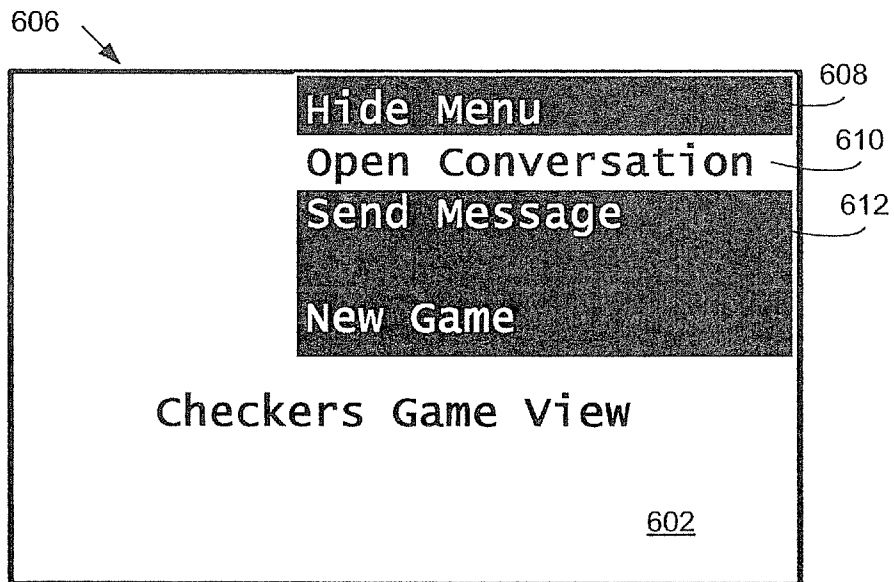 606
Hide Menu
608
Open Conversation
610
Send Message
612
New Game
Checkers Game View
602